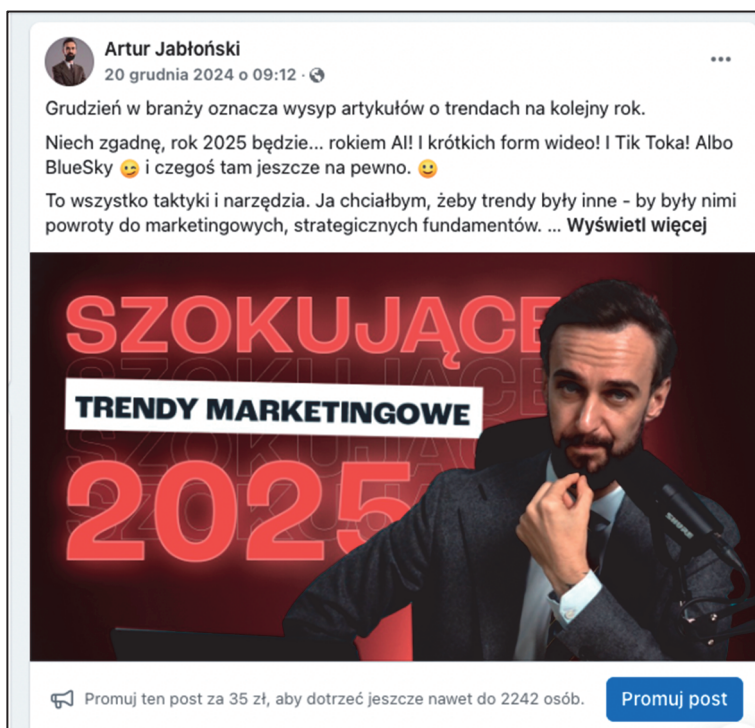 Artur Jabłoński
20 grudnia 2024 o 09:12 ·
Grudzień w branży oznacza wysyp artykułów o trendach na kolejny rok.
Niech zgadnę, rok 2025 będzie... rokiem AI! I krótkich form wideo! I Tik Toka! Albo
BlueSky 😉 i czegoś tam jeszcze na pewno. 🙂
To wszystko taktyki i narzędzia. Ja chciałbym, żeby trendy były inne - by były nimi
powroty do marketingowych, strategicznych fundamentów. ... Wyświetl więcej
SZOKUJĄCE
TRENDY MARKETINGOWE
2025
SHURE
Promuj ten post za 35 zł, aby dotrzeć jeszcze nawet do 2242 osób.
Promuj post